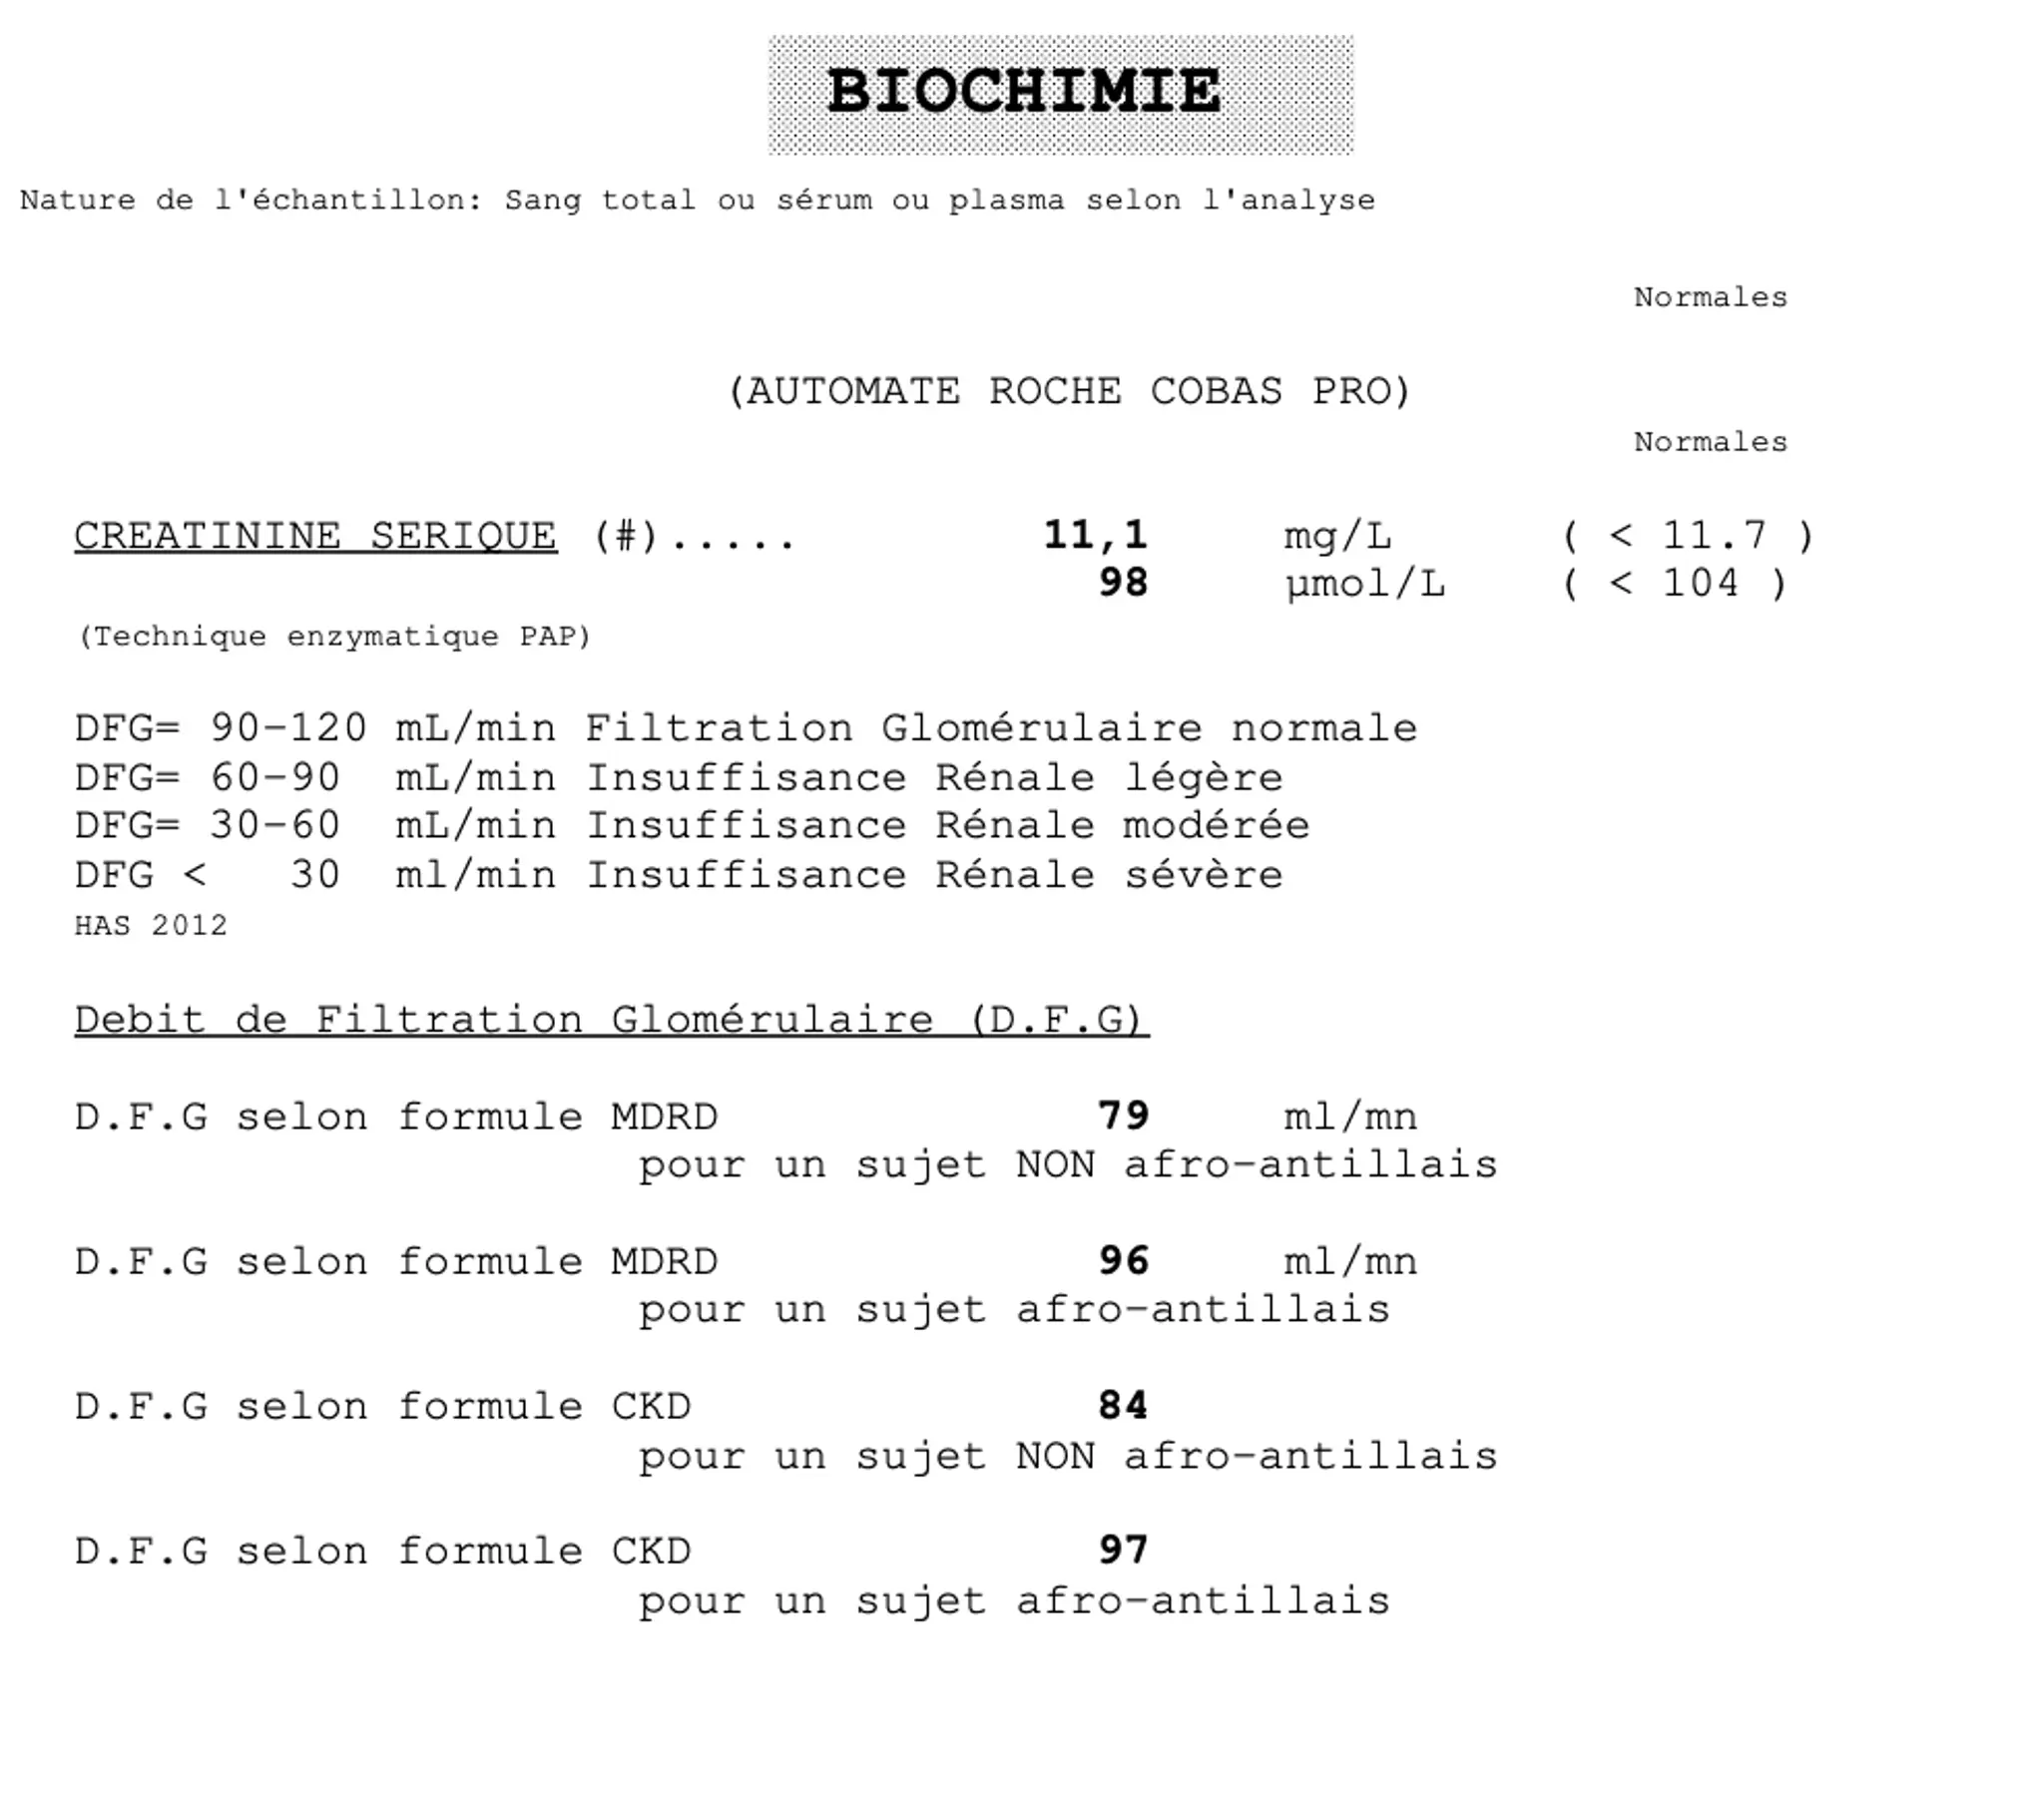 BIOCHIMIE
Nature de l'échantillon: Sang total ou sérum ou plasma selon l'analyse
Normales
(AUTOMATE ROCHE COBAS PRO)
Normales
CREATININE SERIQUE (#)..... 11,1 mg/L ( < 11.7 )
98 µmol/L ( < 104 )
(Technique enzymatique PAP)
DFG= 90-120 mL/min Filtration Glomérulaire normale
DFG= 60-90 mL/min Insuffisance Rénale légère
DFG= 30-60 mL/min Insuffisance Rénale modérée
DFG < 30 ml/min Insuffisance Rénale sévère
HAS 2012
Debit de Filtration Glomérulaire (D.F.G)
D.F.G selon formule MDRD 79 ml/mn
pour un sujet NON afro-antillais
D.F.G selon formule MDRD 96 ml/mn
pour un sujet afro-antillais
D.F.G selon formule CKD 84
pour un sujet NON afro-antillais
D.F.G selon formule CKD 97
pour un sujet afro-antillais